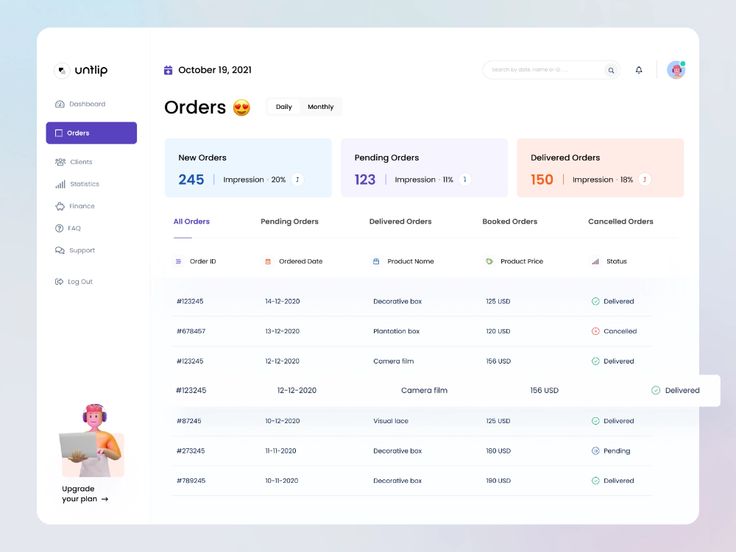 untlip
October 19, 2021
Search by date, name or ID ...
Dashboard
Orders
Clients
Statistics
Finance
FAQ
Support
Log Out
Upgrade
your plan →
Orders 😍
Daily Monthly
New Orders
245 Impression · 20%
Pending Orders
123 Impression · 11%
Delivered Orders
150 Impression · 18%
All Orders Pending Orders Delivered Orders Booked Orders Cancelled Orders
Order ID Ordered Date Product Name Product Price Status
#123245 14-12-2020 Decorative box 125 USD Delivered
#678457 13-12-2020 Plantation box 120 USD Cancelled
#123245 12-12-2020 Camera film 156 USD Delivered
#123245 12-12-2020 Camera film 156 USD Delivered
#87245 10-12-2020 Visual lace 125 USD Delivered
#273245 11-11-2020 Decorative box 180 USD Pending
#789245 10-11-2020 Decorative box 190 USD Delivered